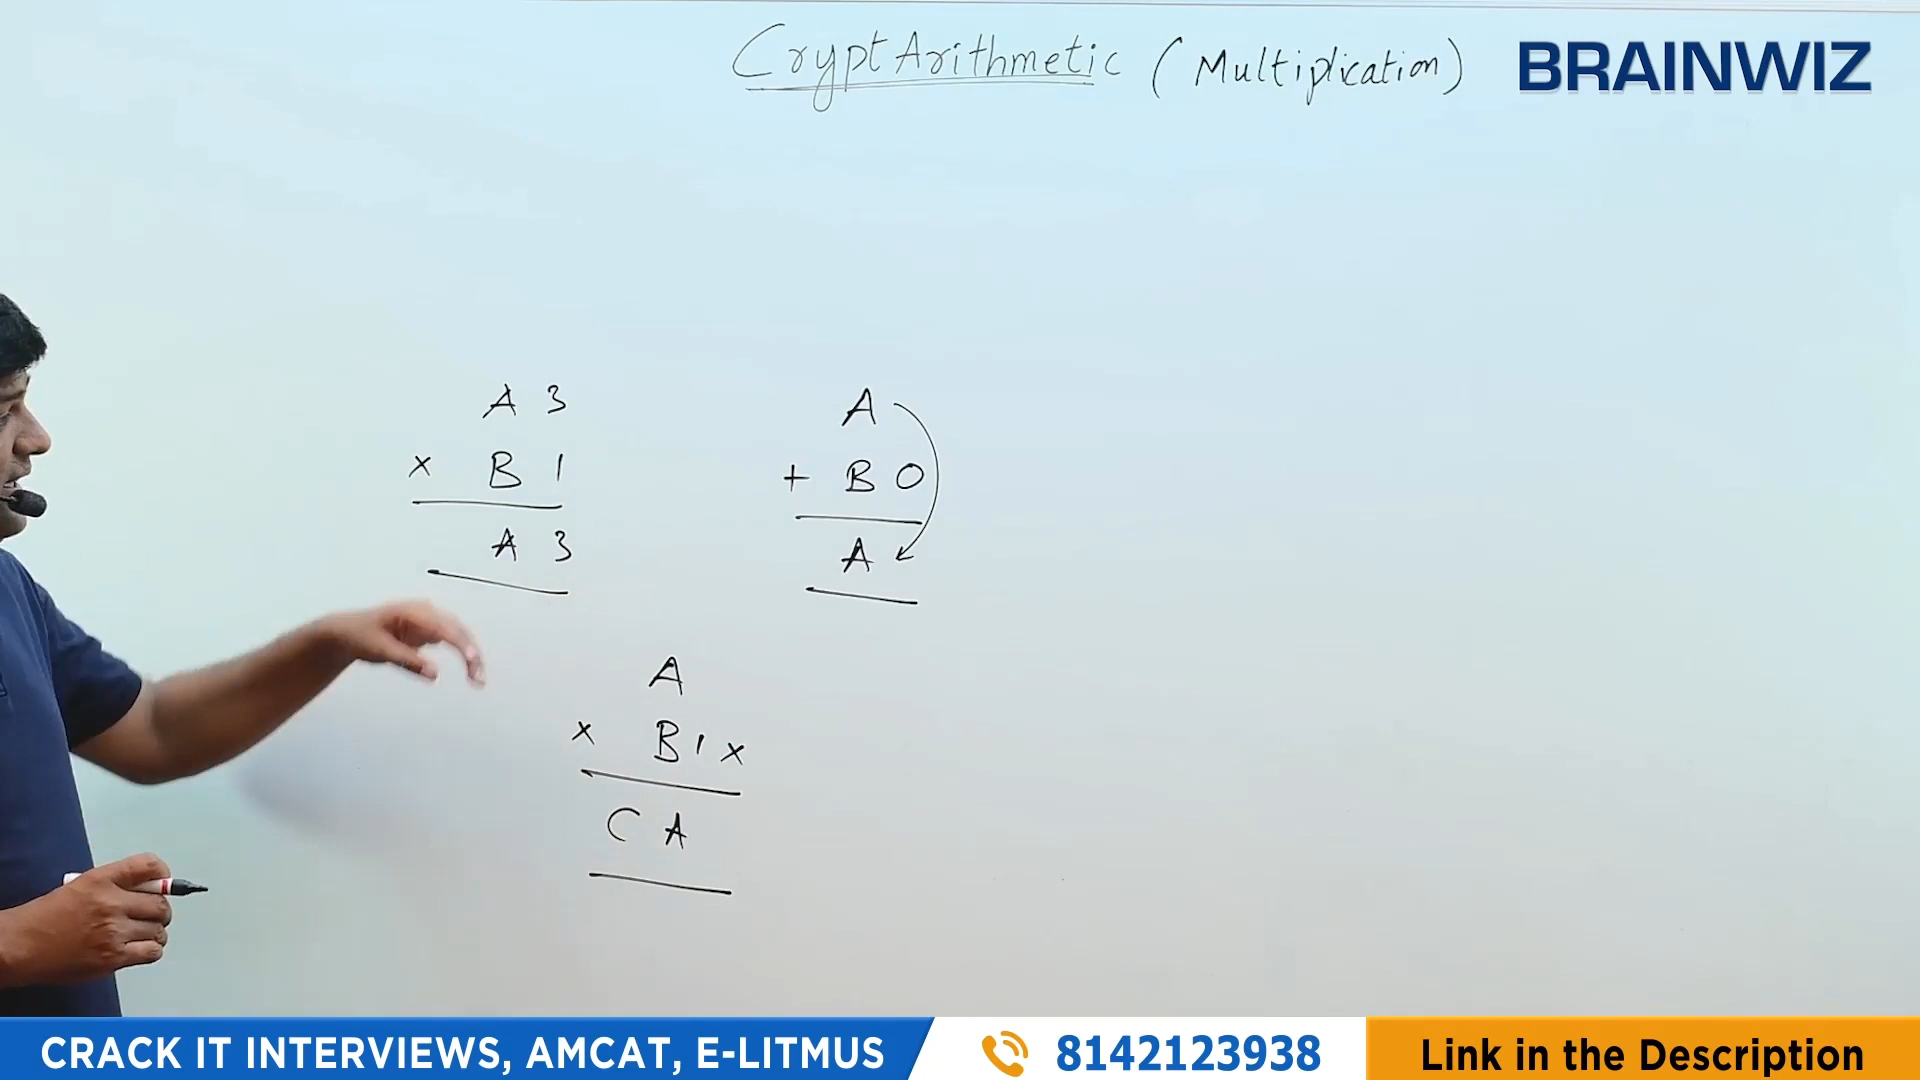 CryptArithmetic ( Multiplication )
BRAINWIZ
A 3
× B 1
A 3
A
+ B 0
A
A
× B 1 ×
C A
CRACK IT INTERVIEWS, AMCAT, E-LITMUS
8142123938
Link in the Description